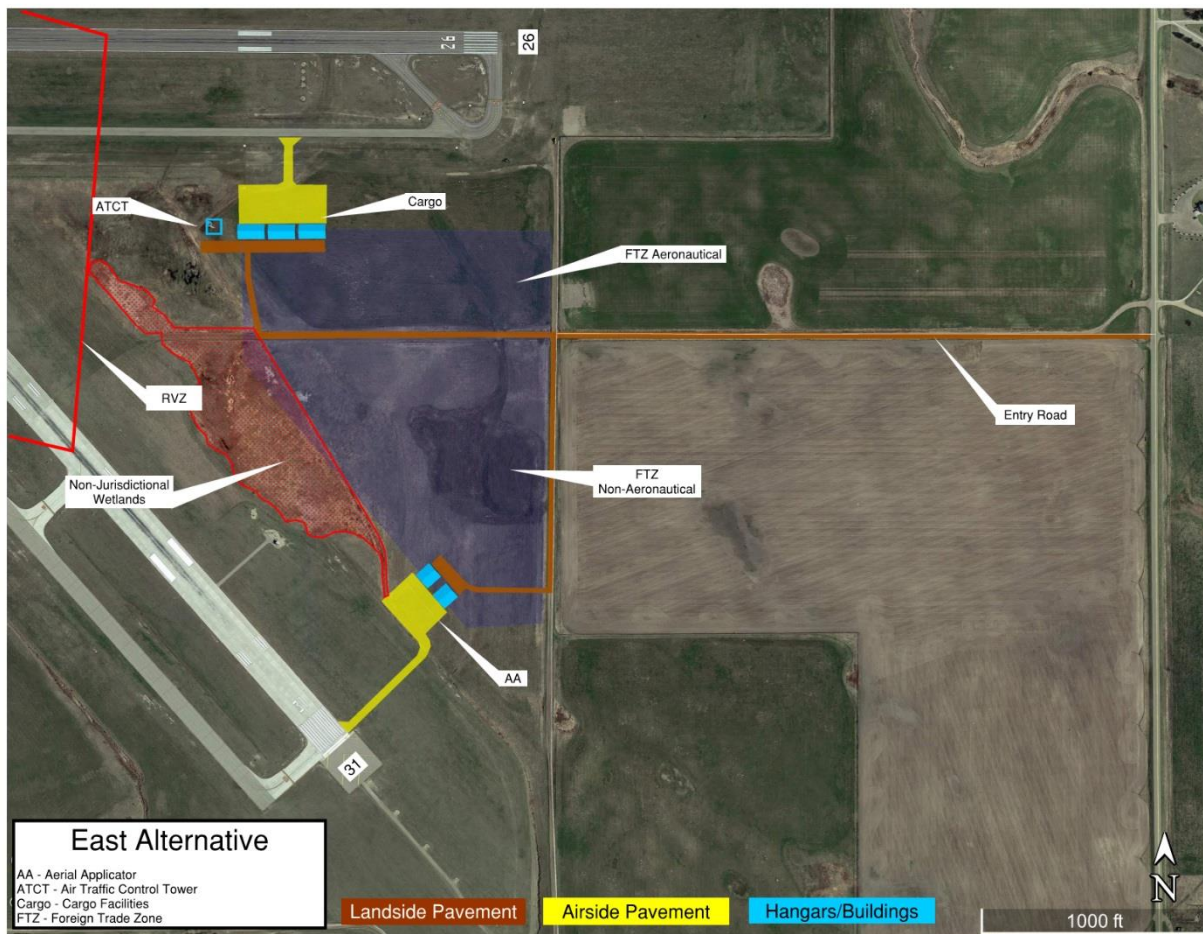 26
26
ATCT
Cargo
FTZ Aeronautical
RVZ
Entry Road
Non-Jurisdictional
Wetlands
FTZ
Non-Aeronautical
AA
31
East Alternative
AA - Aerial Applicator
ATCT - Air Traffic Control Tower
Cargo - Cargo Facilities
FTZ - Foreign Trade Zone
Landside Pavement
Airside Pavement
Hangars/Buildings
N
1000 ft